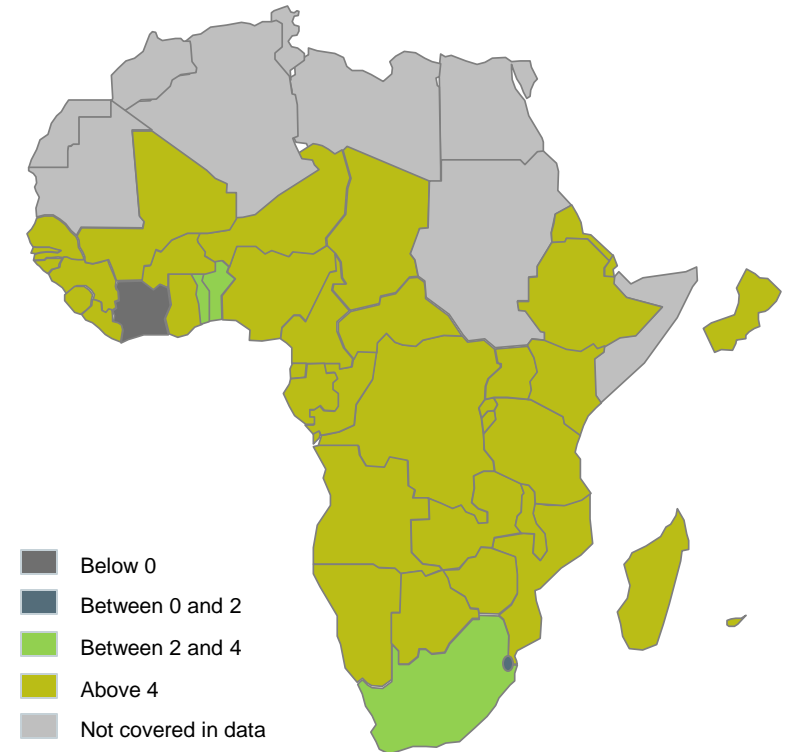 Below 0
Between 0 and 2
Between 2 and 4
Above 4
Not covered in data